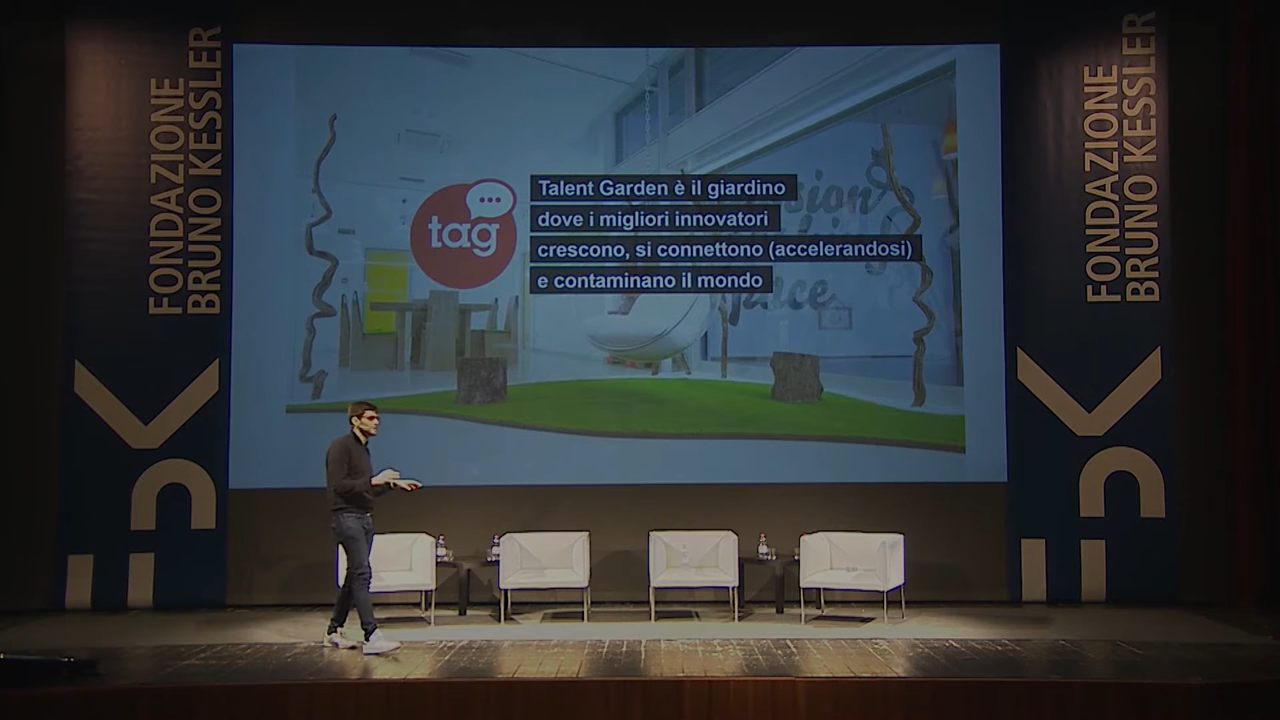 FONDAZIONE
BRUNO KESSLER
tag
Talent Garden è il giardino
dove i migliori innovatori
crescono, si connettono (accelerandosi)
e contaminano il mondo
FONDAZIONE
BRUNO KESSLER